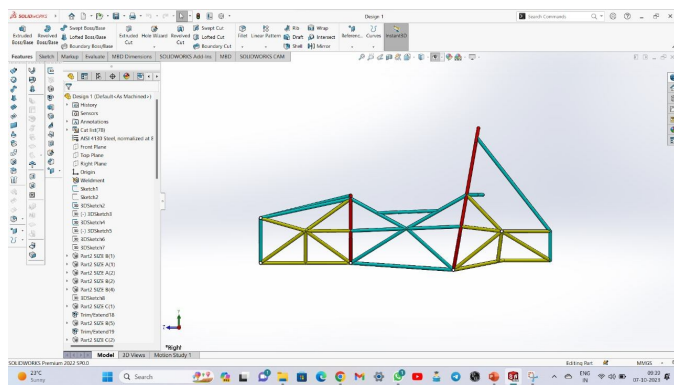 SOLIDWORKS
Design 1
Search Commands
Extruded Boss/Base
Revolved Boss/Base
Swept Boss/Base
Lofted Boss/Base
Boundary Boss/Base
Extruded Cut
Hole Wizard
Revolved Cut
Swept Cut
Lofted Cut
Boundary Cut
Fillet
Linear Pattern
Rib
Draft
Shell
Wrap
Intersect
Mirror
Referenc...
Curves
Instant3D
Features Sketch Markup Evaluate MBD Dimensions SOLIDWORKS Add-Ins MBD SOLIDWORKS CAM
Design 1 (Default<As Machined>)
History
Sensors
Annotations
Cut list(78)
AISI 4130 Steel, normalized at 8
Front Plane
Top Plane
Right Plane
Origin
Weldment
Sketch1
Sketch2
3DSketch2
(-) 3DSketch3
3DSketch4
(-) 3DSketch5
3DSketch6
3DSketch7
Part2 SIZE B(1)
Part2 SIZE A(1)
Part2 SIZE A(2)
Part2 SIZE B(2)
Part2 SIZE B(4)
3DSketch8
Part2 SIZE C(1)
Trim/Extend18
Part2 SIZE B(5)
Trim/Extend19
Part2 SIZE C(2)
*Right
Model 3D Views Motion Study 1
SOLIDWORKS Premium 2022 SP0.0 Editing Part MMGS
23°C
Sunny
Search
ENG
IN
07-10-2023